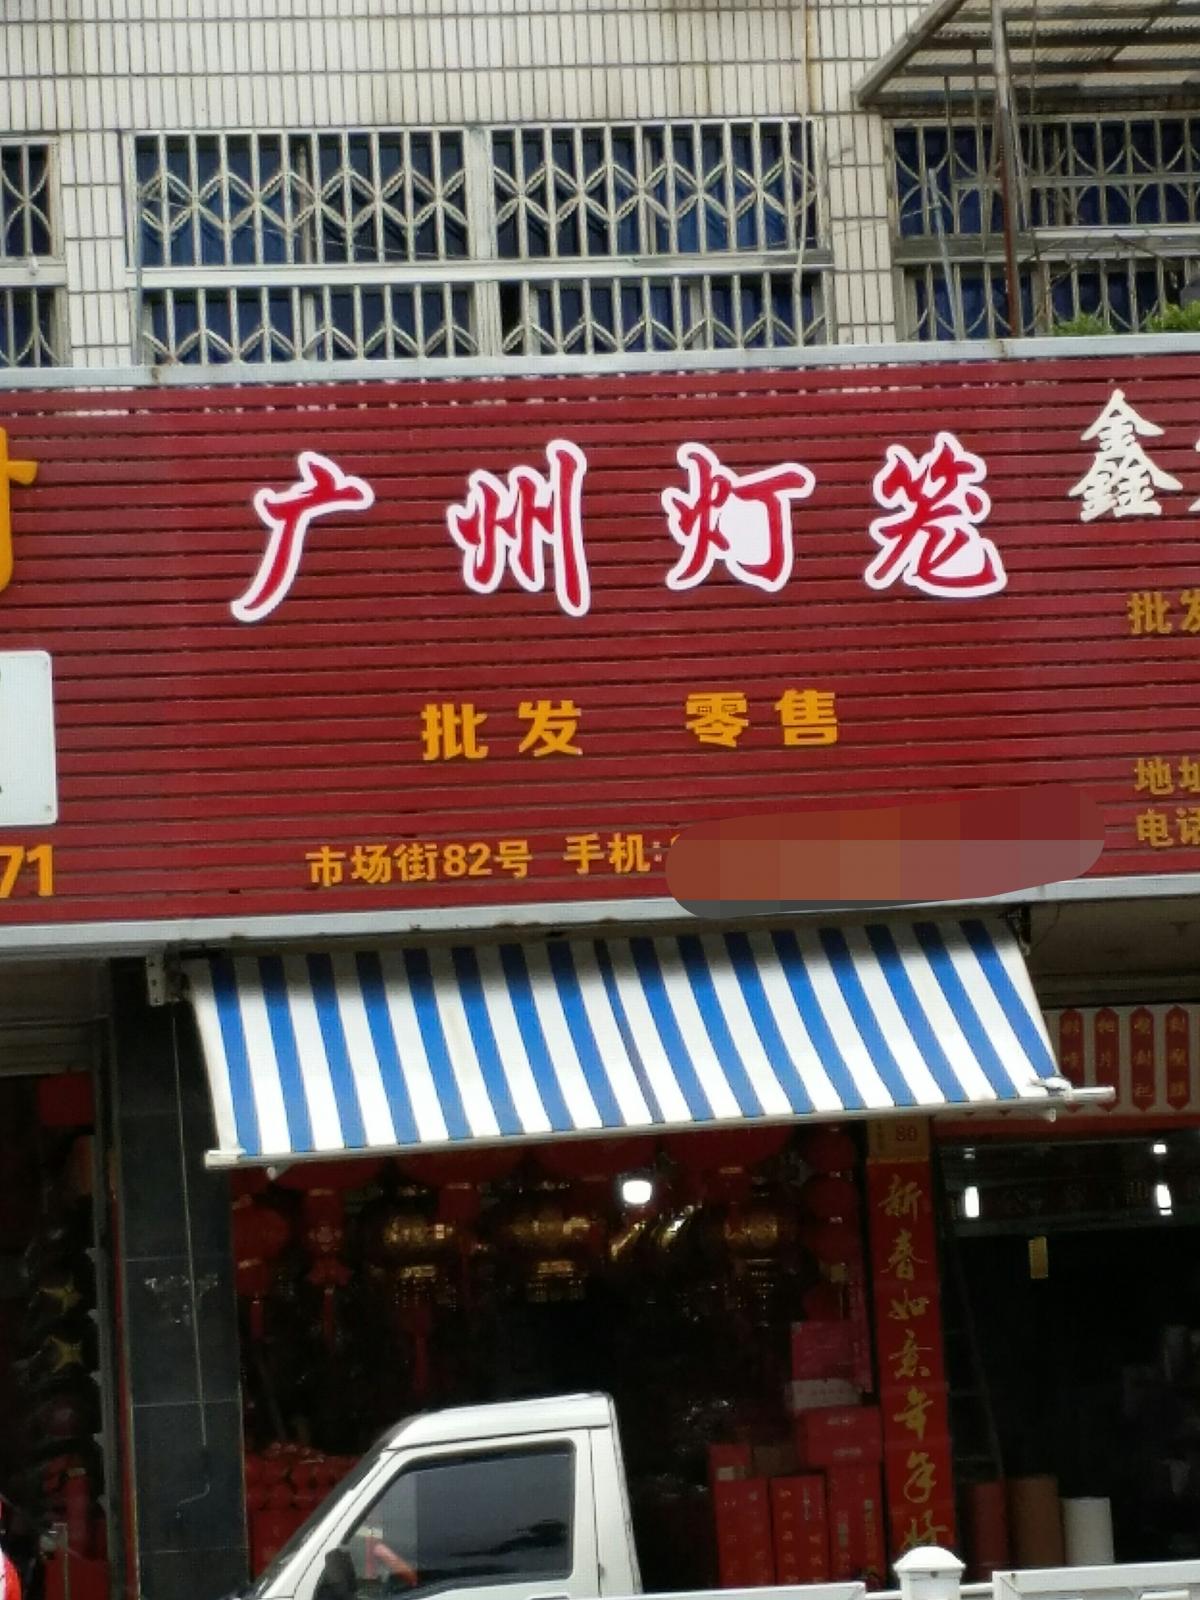 广州灯笼
批发 零售
市场街82号 手机:
鑫
批发
地址
电话
71
80
新春如意年年好